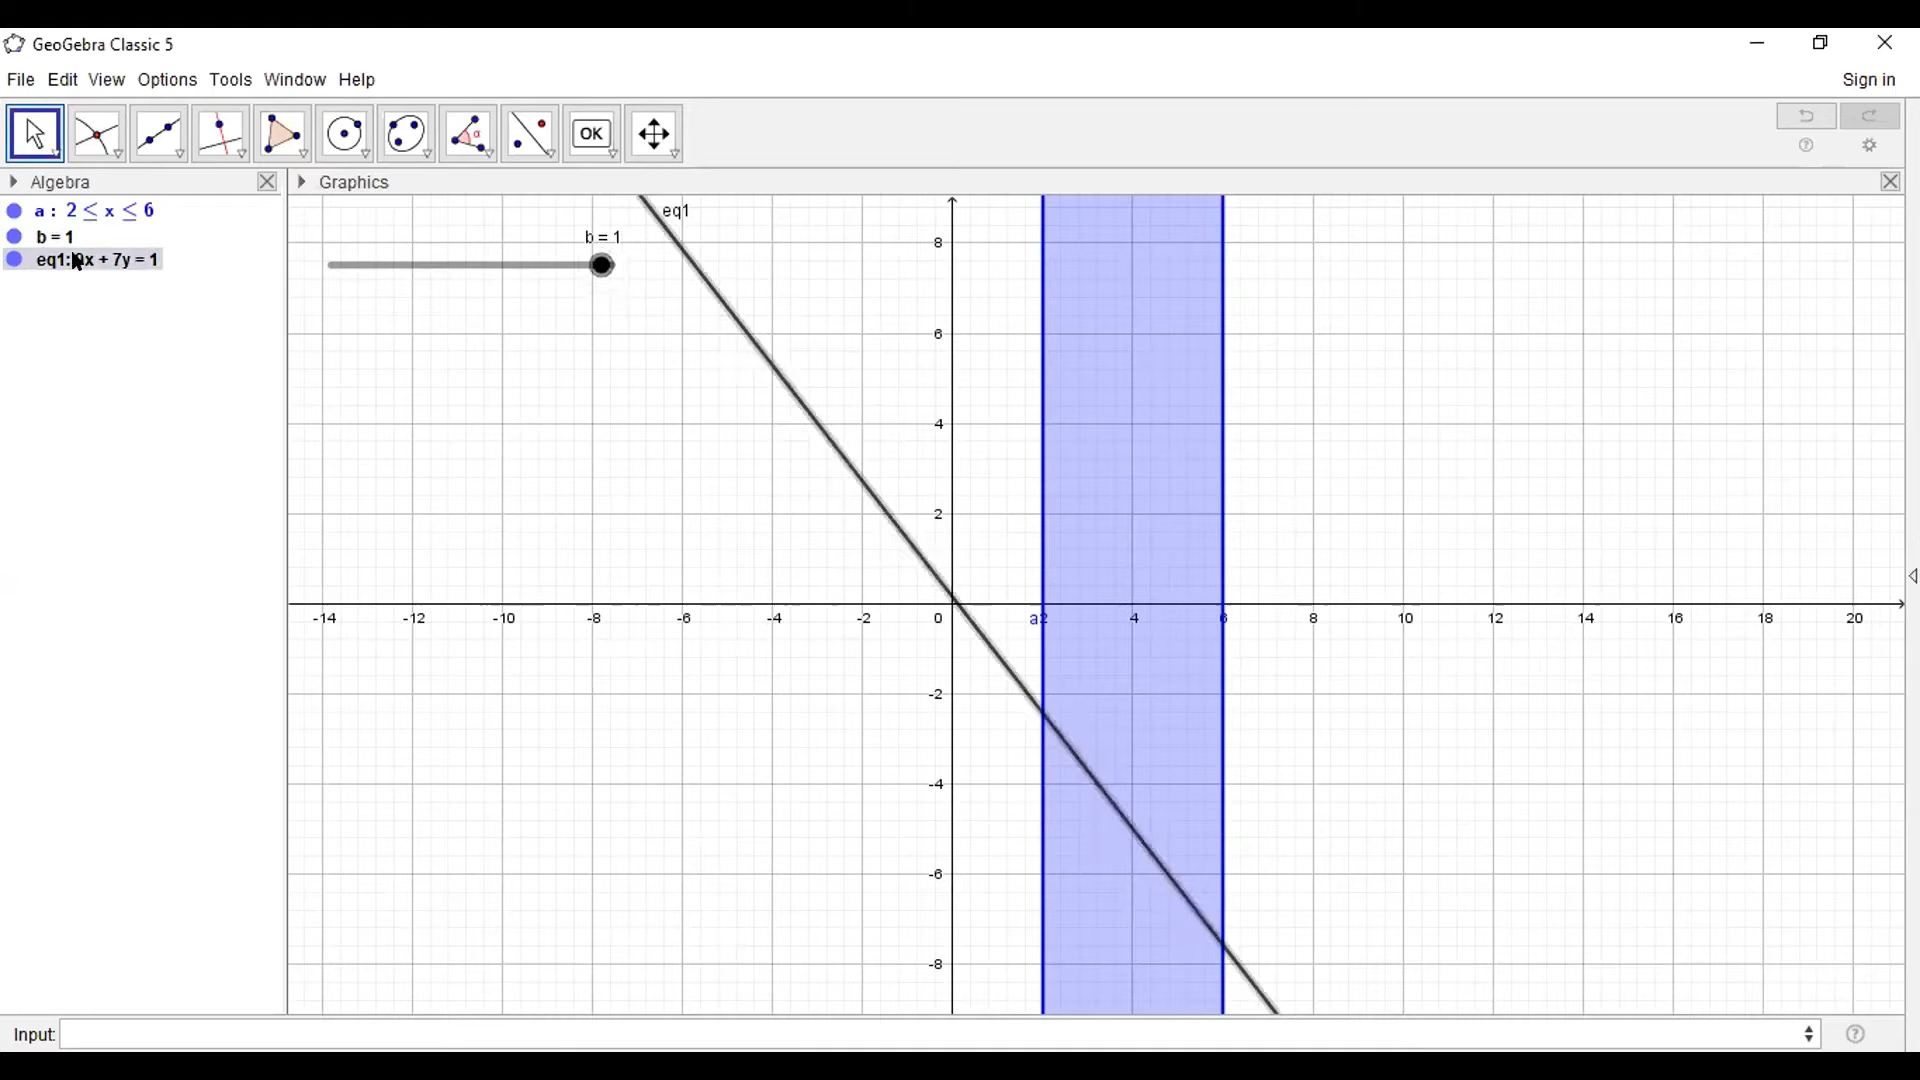 GeoGebra Classic 5
File Edit View Options Tools Window Help
Sign in
α
OK
Algebra
Graphics
a : 2 ≤ x ≤ 6
b = 1
eq1: x + 7y = 1
eq1
b = 1
8
6
4
2
-14 -12 -10 -8 -6 -4 -2 0 a 2 4 6 8 10 12 14 16 18 20
-2
-4
-6
-8
Input: